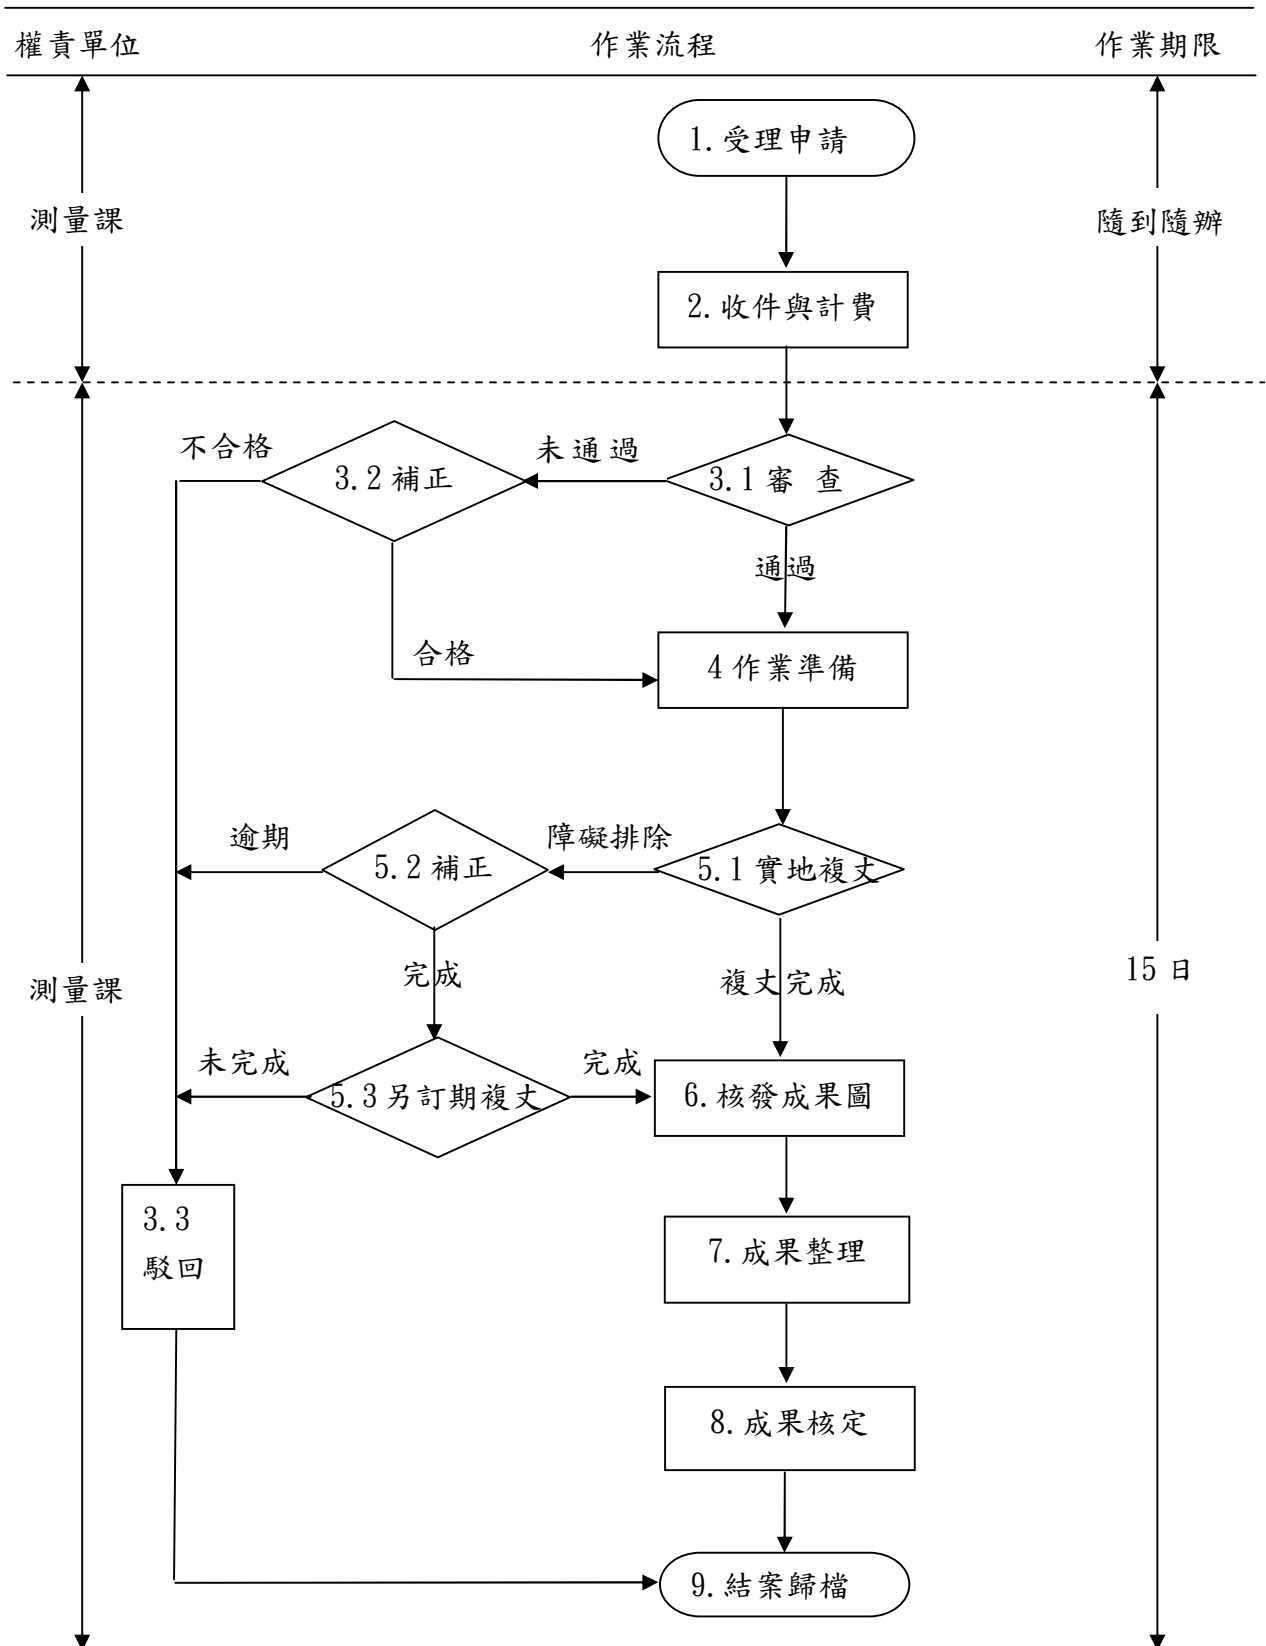 權責單位 作業流程 作業期限
1.受理申請
測量課 隨到隨辦
2.收件與計費
不合格 3.2補正 未通過 3.1審 查
通過
合格 4作業準備
逾期 5.2補正 障礙排除 5.1實地複丈
完成 複丈完成
測量課 15日
未完成 5.3另訂期複丈 完成 6.核發成果圖
3.3
駁回
7.成果整理
8.成果核定
9.結案歸檔